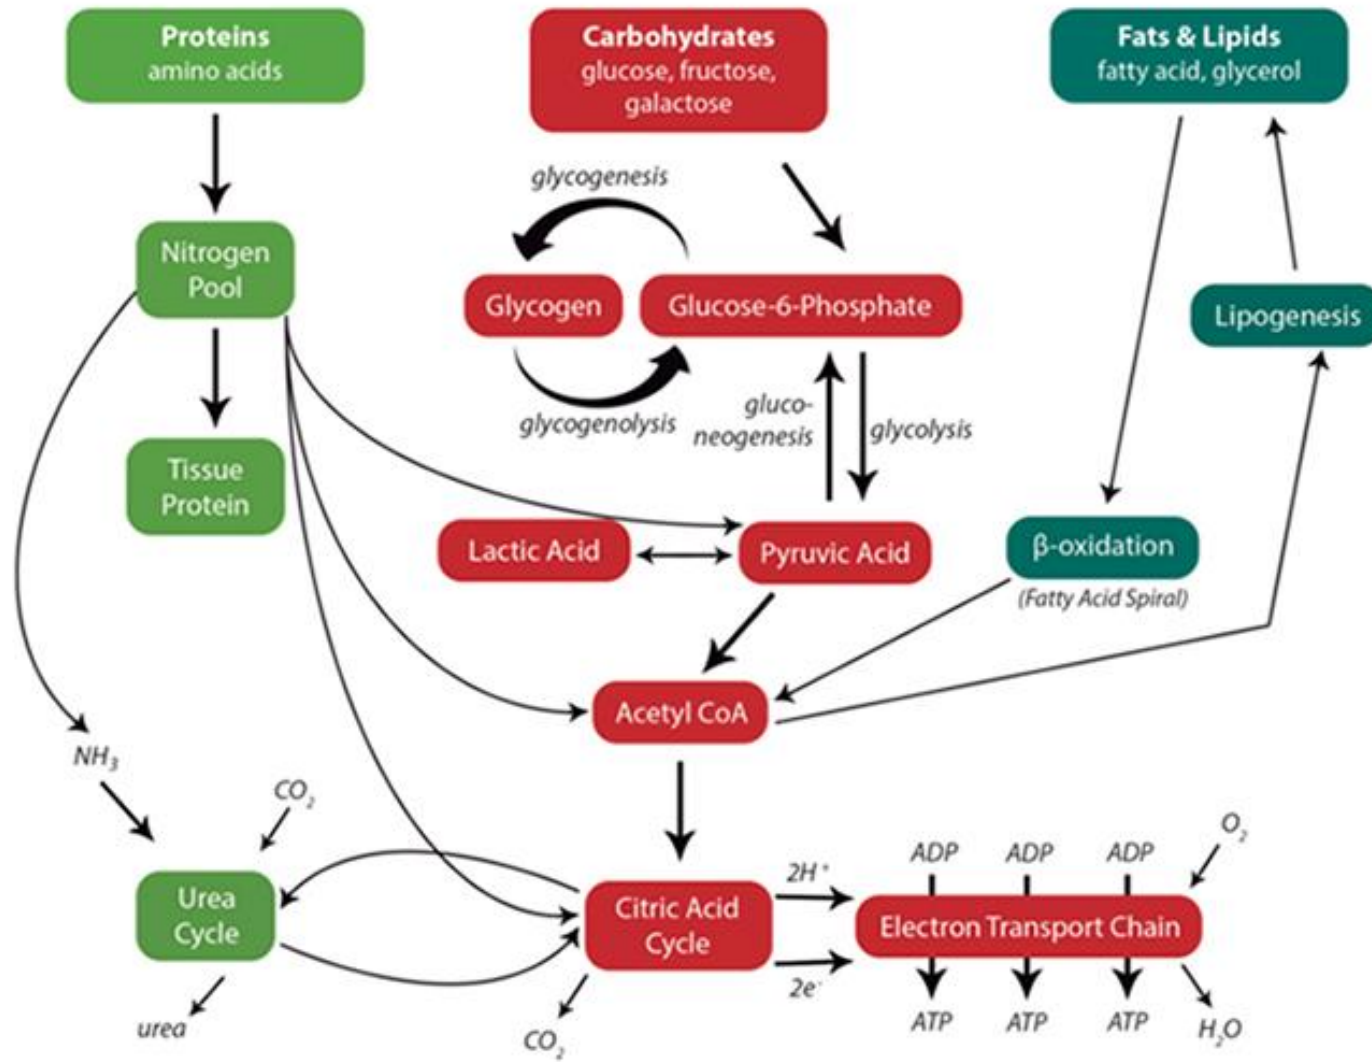 Proteins
amino acids
Carbohydrates
glucose, fructose,
galactose
Fats & Lipids
fatty acid, glycerol
glycogenesis
Nitrogen
Pool
Glycogen
Glucose-6-Phosphate
Lipogenesis
glycogenolysis
gluco-
neogenesis
glycolysis
Tissue
Protein
Lactic Acid
Pyruvic Acid
β-oxidation
(Fatty Acid Spiral)
Acetyl CoA
NH₃
CO₂
Urea
Cycle
urea
Citric Acid
Cycle
CO₂
2H⁺
2e⁻
ADP ADP ADP
O₂
Electron Transport Chain
ATP ATP ATP
H₂O